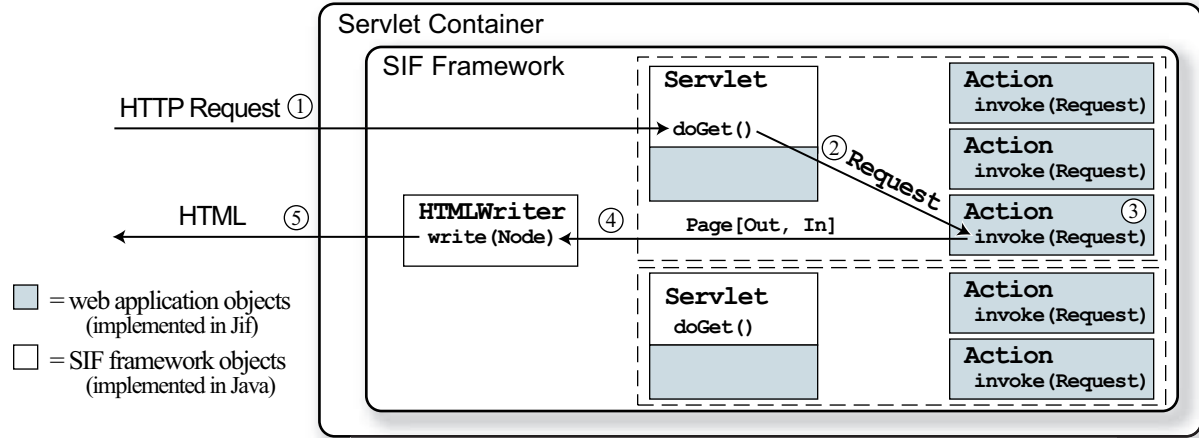 Servlet Container
SIF Framework
HTTP Request ①
Servlet
doGet()
② Request
Action
invoke(Request)
Action
invoke(Request)
Action ③
invoke(Request)
HTML ⑤
HTMLWriter
write(Node)
④ Page[Out, In]
Servlet
doGet()
Action
invoke(Request)
Action
invoke(Request)
= web application objects
(implemented in Jif)
= SIF framework objects
(implemented in Java)